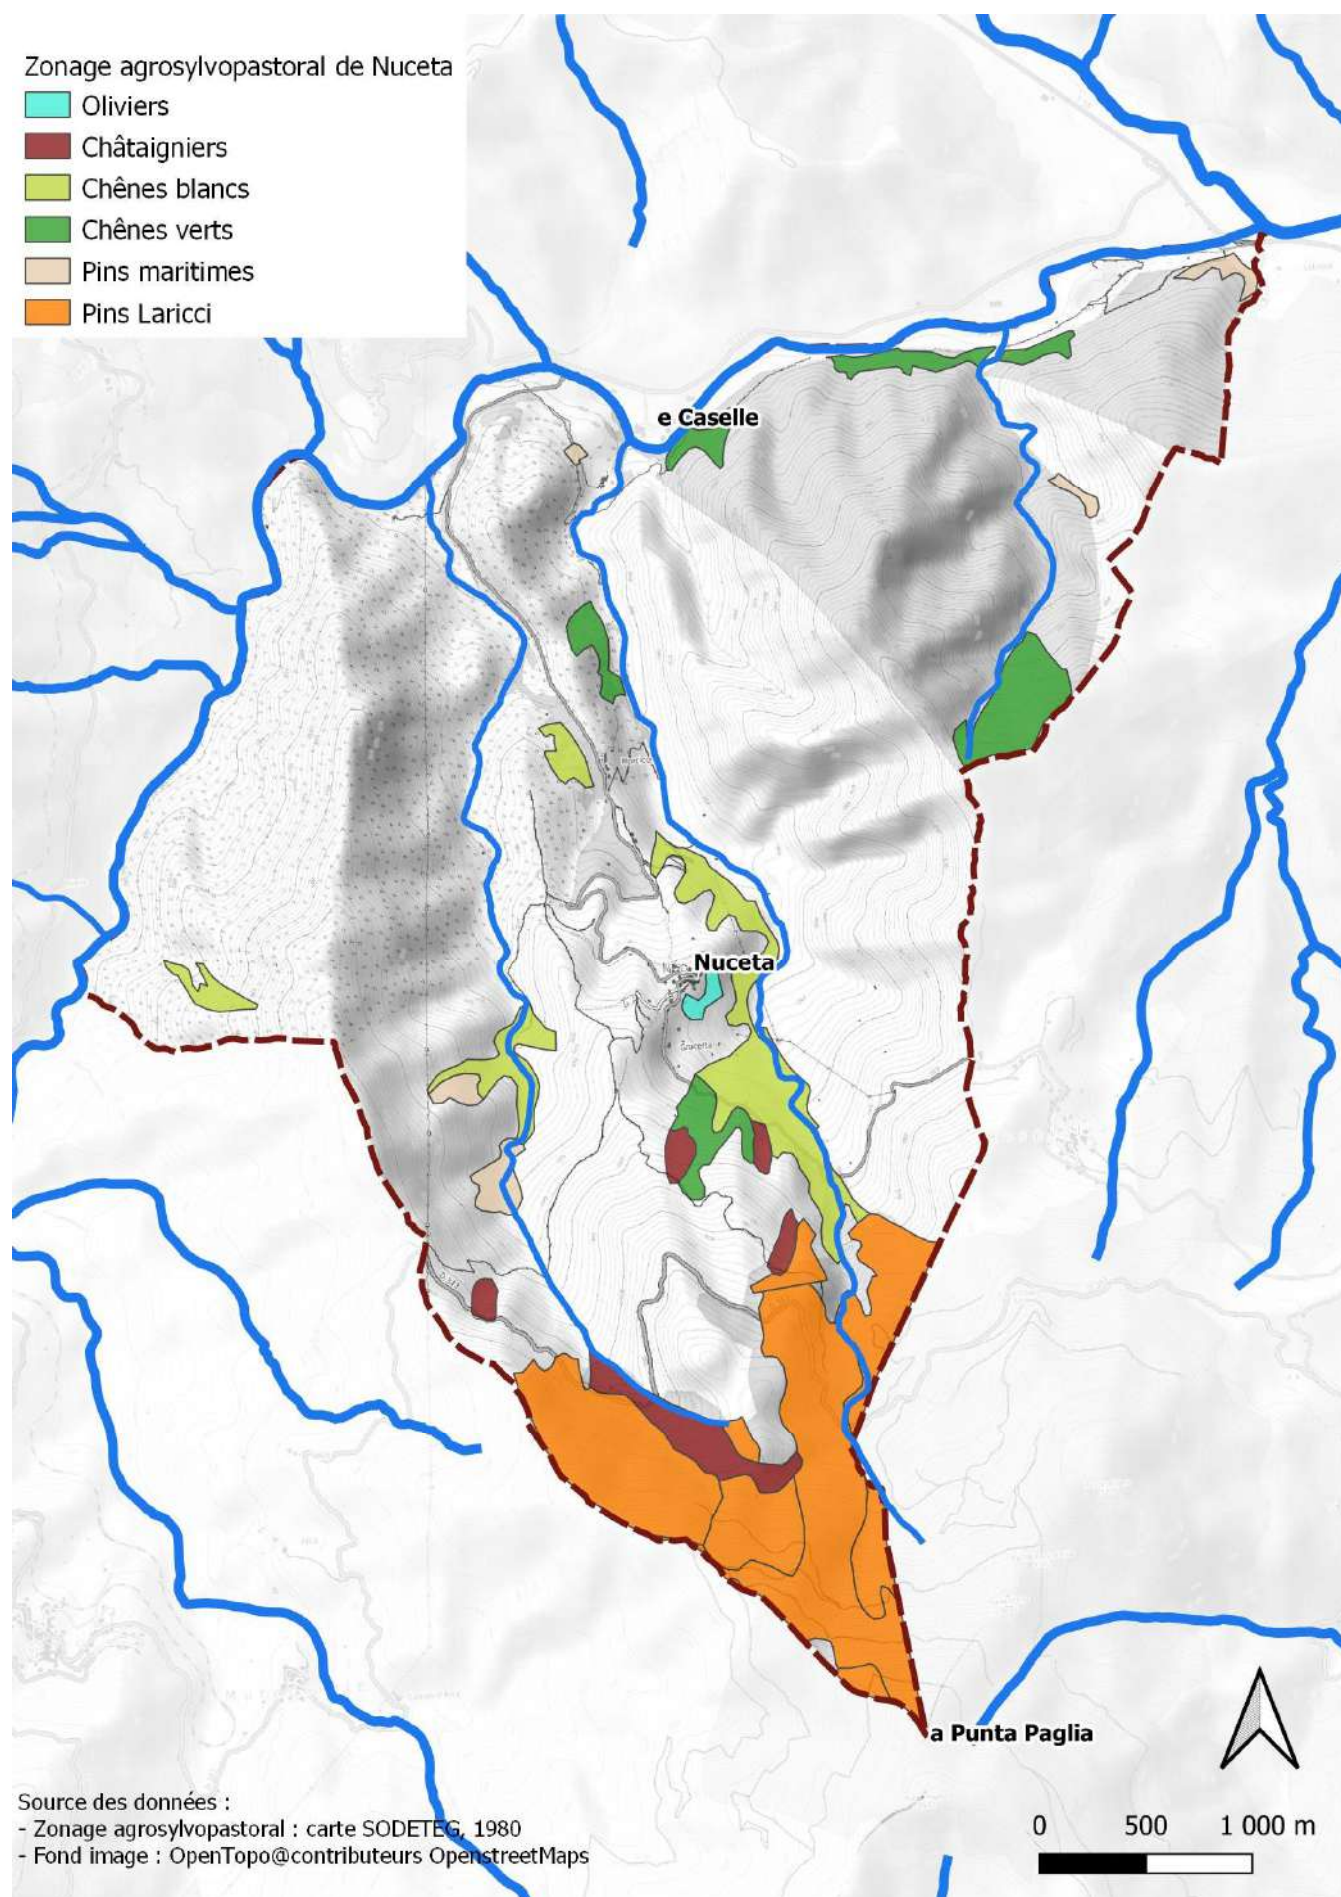 Zonage agrosylvopastoral de Nuceta
Oliviers
Châtaigniers
Chênes blancs
Chênes verts
Pins maritimes
Pins Laricci
e Caselle
Nuceta
a Punta Paglia
Source des données :
- Zonage agrosylvopastoral : carte SODETEG, 1980
- Fond image : OpenTopo@contributeurs OpenstreetMaps
0 500 1 000 m